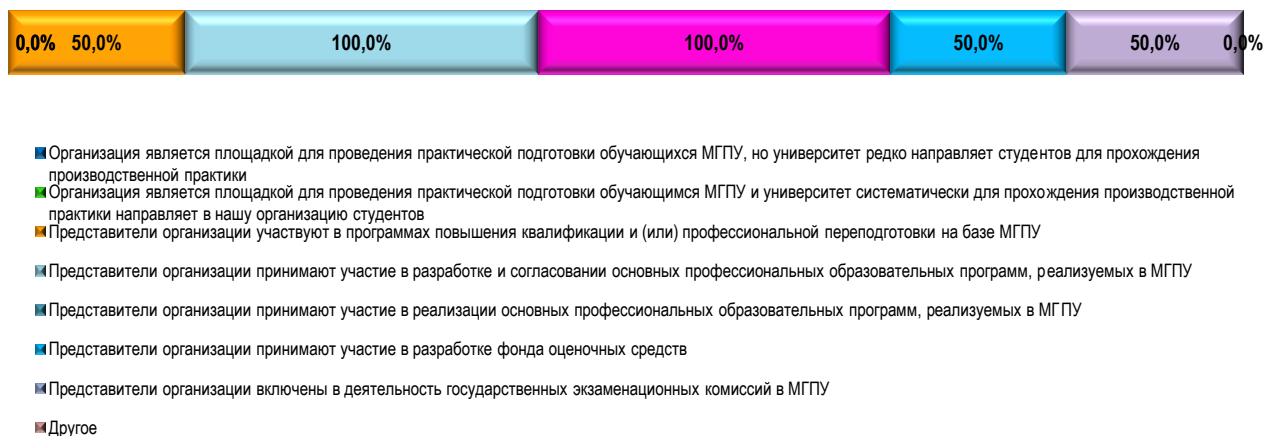 0,0% 50,0% 100,0% 100,0% 50,0% 50,0% 0,0%
Организация является площадкой для проведения практической подготовки обучающихся МГПУ, но университет редко направляет студентов для прохождения
производственной практики
Организация является площадкой для проведения практической подготовки обучающимся МГПУ и университет систематически для прохождения производственной
практики направляет в нашу организацию студентов
Представители организации участвуют в программах повышения квалификации и (или) профессиональной переподготовки на базе МГПУ
Представители организации принимают участие в разработке и согласовании основных профессиональных образовательных программ, реализуемых в МГПУ
Представители организации принимают участие в реализации основных профессиональных образовательных программ, реализуемых в МГПУ
Представители организации принимают участие в разработке фонда оценочных средств
Представители организации включены в деятельность государственных экзаменационных комиссий в МГПУ
Другое